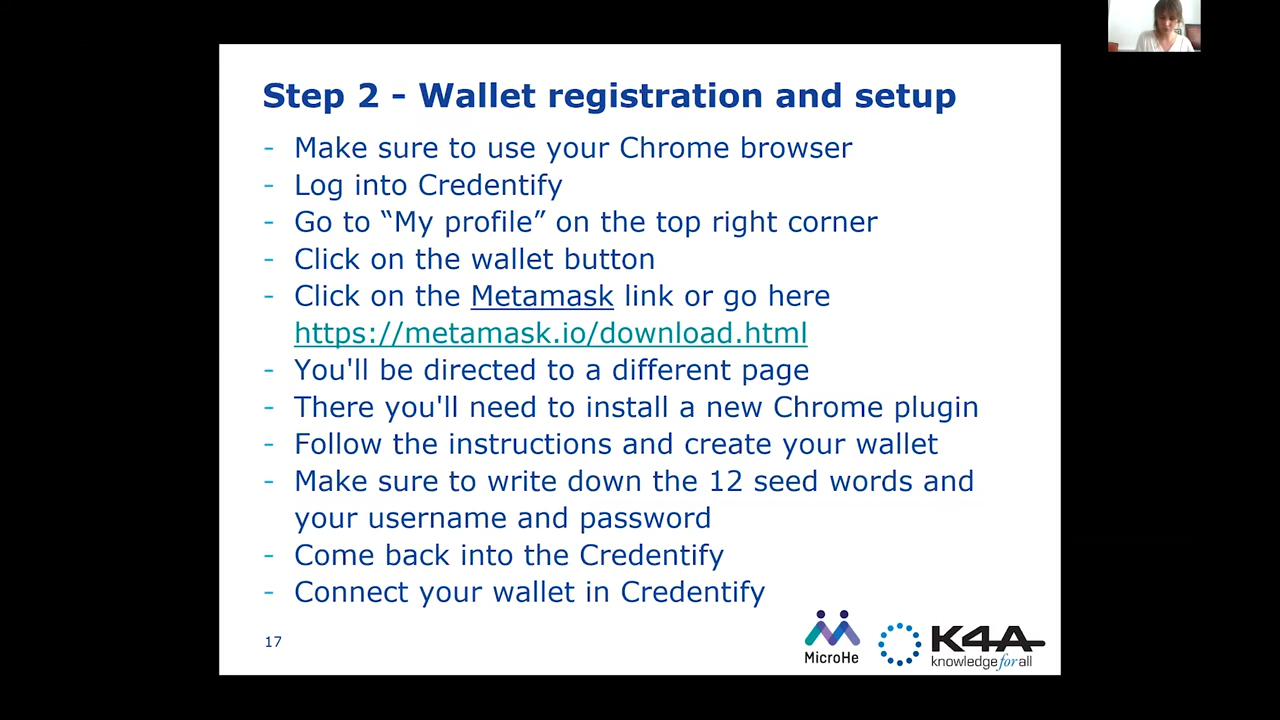 Step 2 - Wallet registration and setup
- Make sure to use your Chrome browser
- Log into Credentify
- Go to “My profile” on the top right corner
- Click on the wallet button
- Click on the Metamask link or go here
https://metamask.io/download.html
- You'll be directed to a different page
- There you'll need to install a new Chrome plugin
- Follow the instructions and create your wallet
- Make sure to write down the 12 seed words and
your username and password
- Come back into the Credentify
- Connect your wallet in Credentify
17
MicroHe
K4A
knowledge for all